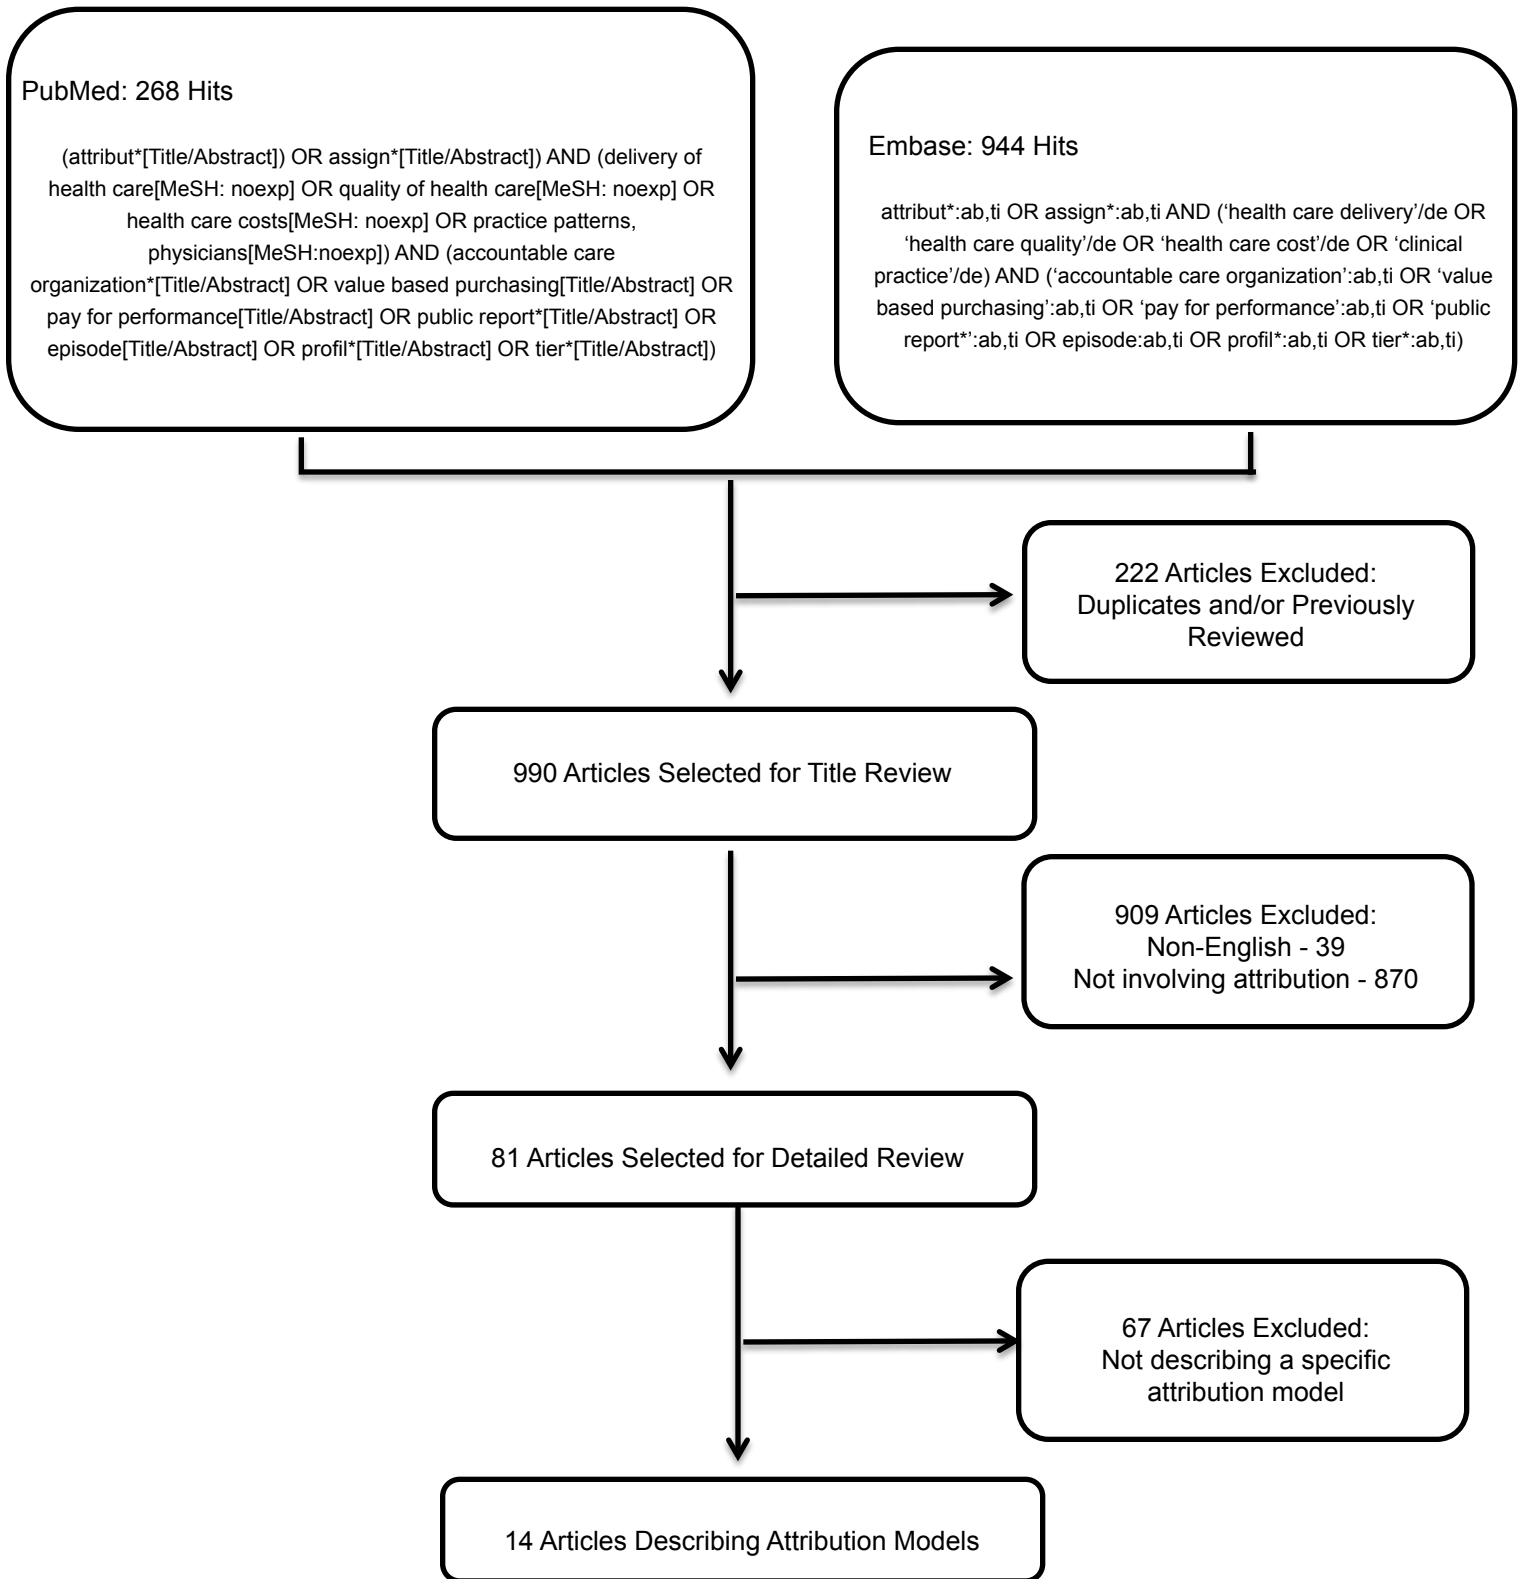 PubMed: 268 Hits
(attribut*[Title/Abstract]) OR assign*[Title/Abstract]) AND (delivery of
health care[MeSH: noexp] OR quality of health care[MeSH: noexp] OR
health care costs[MeSH: noexp] OR practice patterns,
physicians[MeSH:noexp]) AND (accountable care
organization*[Title/Abstract] OR value based purchasing[Title/Abstract] OR
pay for performance[Title/Abstract] OR public report*[Title/Abstract] OR
episode[Title/Abstract] OR profil*[Title/Abstract] OR tier*[Title/Abstract])
Embase: 944 Hits
attribut*:ab,ti OR assign*:ab,ti AND (‘health care delivery’/de OR
‘health care quality’/de OR ‘health care cost’/de OR ‘clinical
practice’/de) AND (‘accountable care organization’:ab,ti OR ‘value
based purchasing’:ab,ti OR ‘pay for performance’:ab,ti OR ‘public
report*’:ab,ti OR episode:ab,ti OR profil*:ab,ti OR tier*:ab,ti)
222 Articles Excluded:
Duplicates and/or Previously
Reviewed
990 Articles Selected for Title Review
909 Articles Excluded:
Non-English - 39
Not involving attribution - 870
81 Articles Selected for Detailed Review
67 Articles Excluded:
Not describing a specific
attribution model
14 Articles Describing Attribution Models